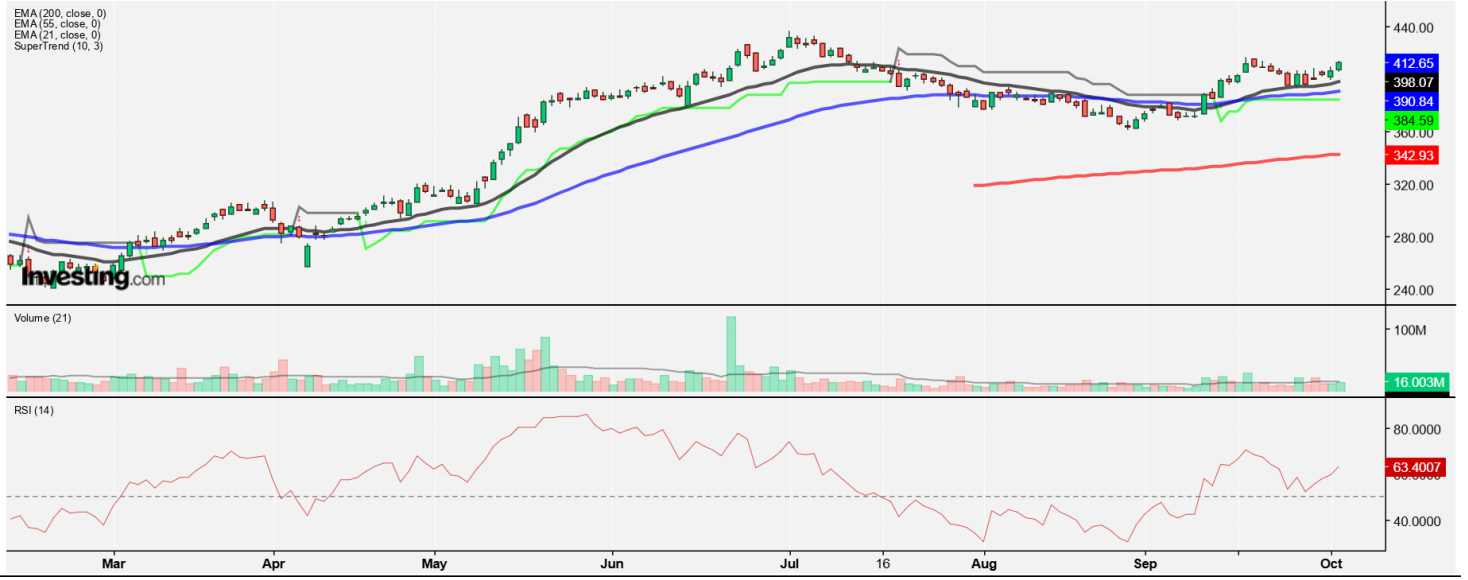 EMA (200, close, 0)
EMA (55, close, 0)
EMA (21, close, 0)
SuperTrend (10, 3)
440.00
412.65
398.07
390.84
384.59
360.00
342.93
320.00
280.00
240.00
Investing.com
Volume (21)
100M
16.003M
RSI (14)
80.0000
63.4007
60.0000
40.0000
Mar Apr May Jun Jul 16 Aug Sep Oct